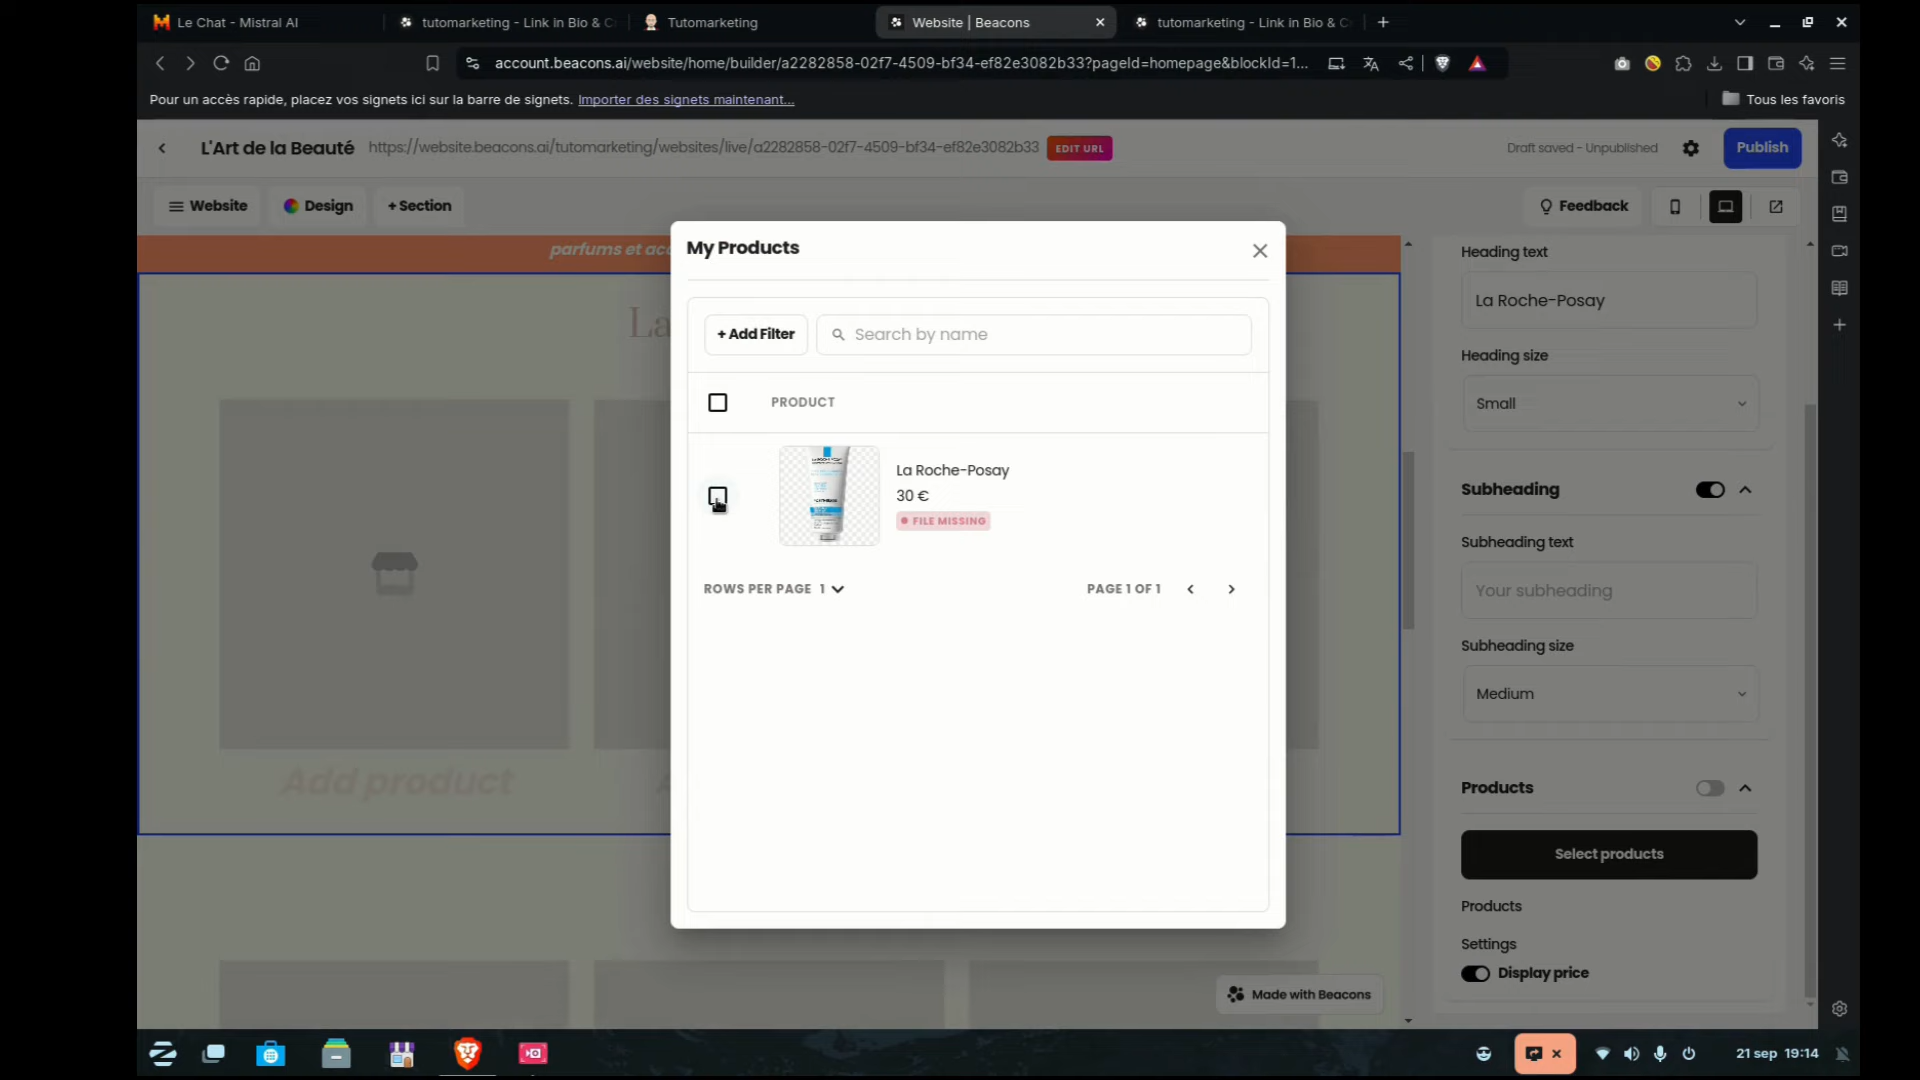 Le Chat - Mistral AI
tutomarketing - Link in Bio & C
Tutomarketing
Website | Beacons
tutomarketing - Link in Bio & C
account.beacons.ai/website/home/builder/a2282858-02f7-4509-bf34-ef82e3082b33?pageId=homepage&blockId=1...
Pour un accès rapide, placez vos signets ici sur la barre de signets. Importer des signets maintenant...
Tous les favoris
L'Art de la Beauté
https://website.beacons.ai/tutomarketing/websites/live/a2282858-02f7-4509-bf34-ef82e3082b33
EDIT URL
Draft saved - Unpublished
Publish
Website
Design
+ Section
Feedback
parfums et acc
My Products
+ Add Filter
Search by name
PRODUCT
La Roche-Posay
30 €
FILE MISSING
ROWS PER PAGE 1
PAGE 1 OF 1
La
Add product
Heading text
La Roche-Posay
Heading size
Small
Subheading
Subheading text
Your subheading
Subheading size
Medium
Products
Select products
Products
Settings
Display price
Made with Beacons
21 sep 19:14